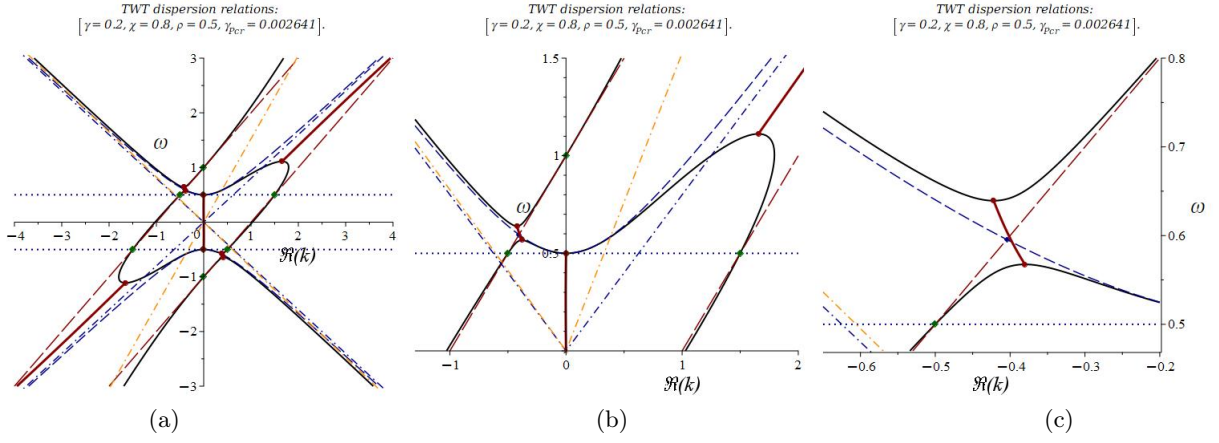 TWT dispersion relations:
[γ = 0.2, χ = 0.8, ρ = 0.5, γPcr = 0.002641].
3
2
1
ω
−4 −3 −2 −1 0 1 2 3 4
ℜ(k)
−1
−2
−3
(a)
TWT dispersion relations:
[γ = 0.2, χ = 0.8, ρ = 0.5, γPcr = 0.002641].
1.5
1
ω
0.5
−1 0 1 2
ℜ(k)
(b)
TWT dispersion relations:
[γ = 0.2, χ = 0.8, ρ = 0.5, γPcr = 0.002641].
0.8
0.7
ω
0.6
0.5
−0.6 −0.5 −0.4 −0.3 −0.2
ℜ(k)
(c)